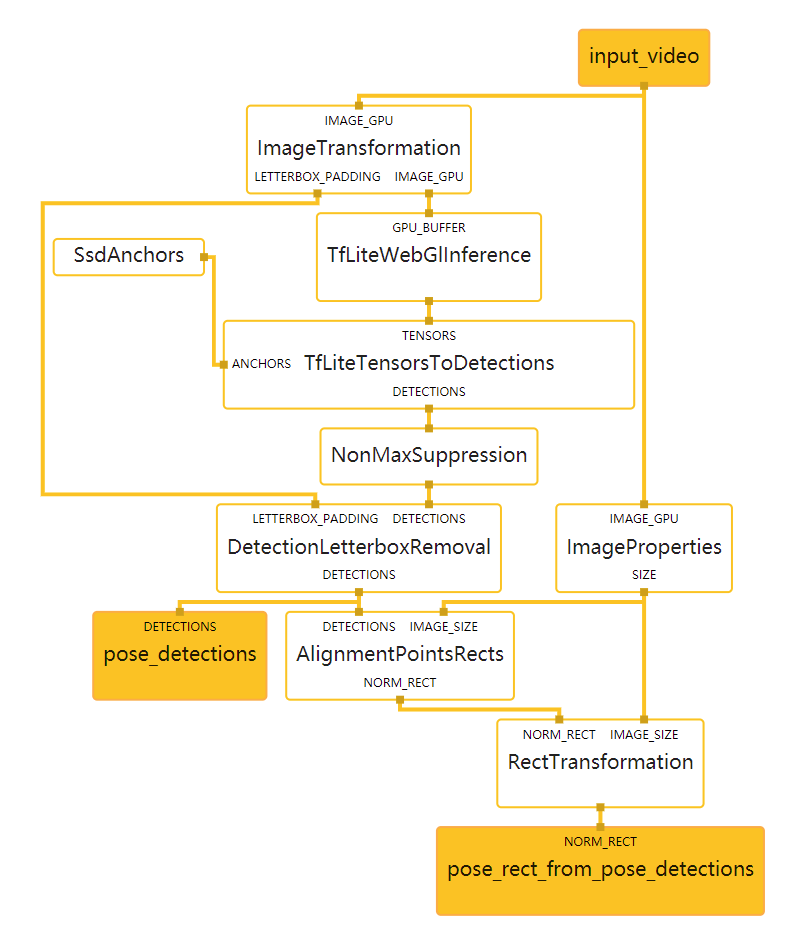 input_video
IMAGE_GPU
ImageTransformation
LETTERBOX_PADDING IMAGE_GPU
GPU_BUFFER
TfLiteWebGlInference
SsdAnchors
TENSORS
ANCHORS TfLiteTensorsToDetections
DETECTIONS
NonMaxSuppression
LETTERBOX_PADDING DETECTIONS
DetectionLetterboxRemoval
DETECTIONS
IMAGE_GPU
ImageProperties
SIZE
DETECTIONS
pose_detections
DETECTIONS IMAGE_SIZE
AlignmentPointsRects
NORM_RECT
NORM_RECT IMAGE_SIZE
RectTransformation
NORM_RECT
pose_rect_from_pose_detections